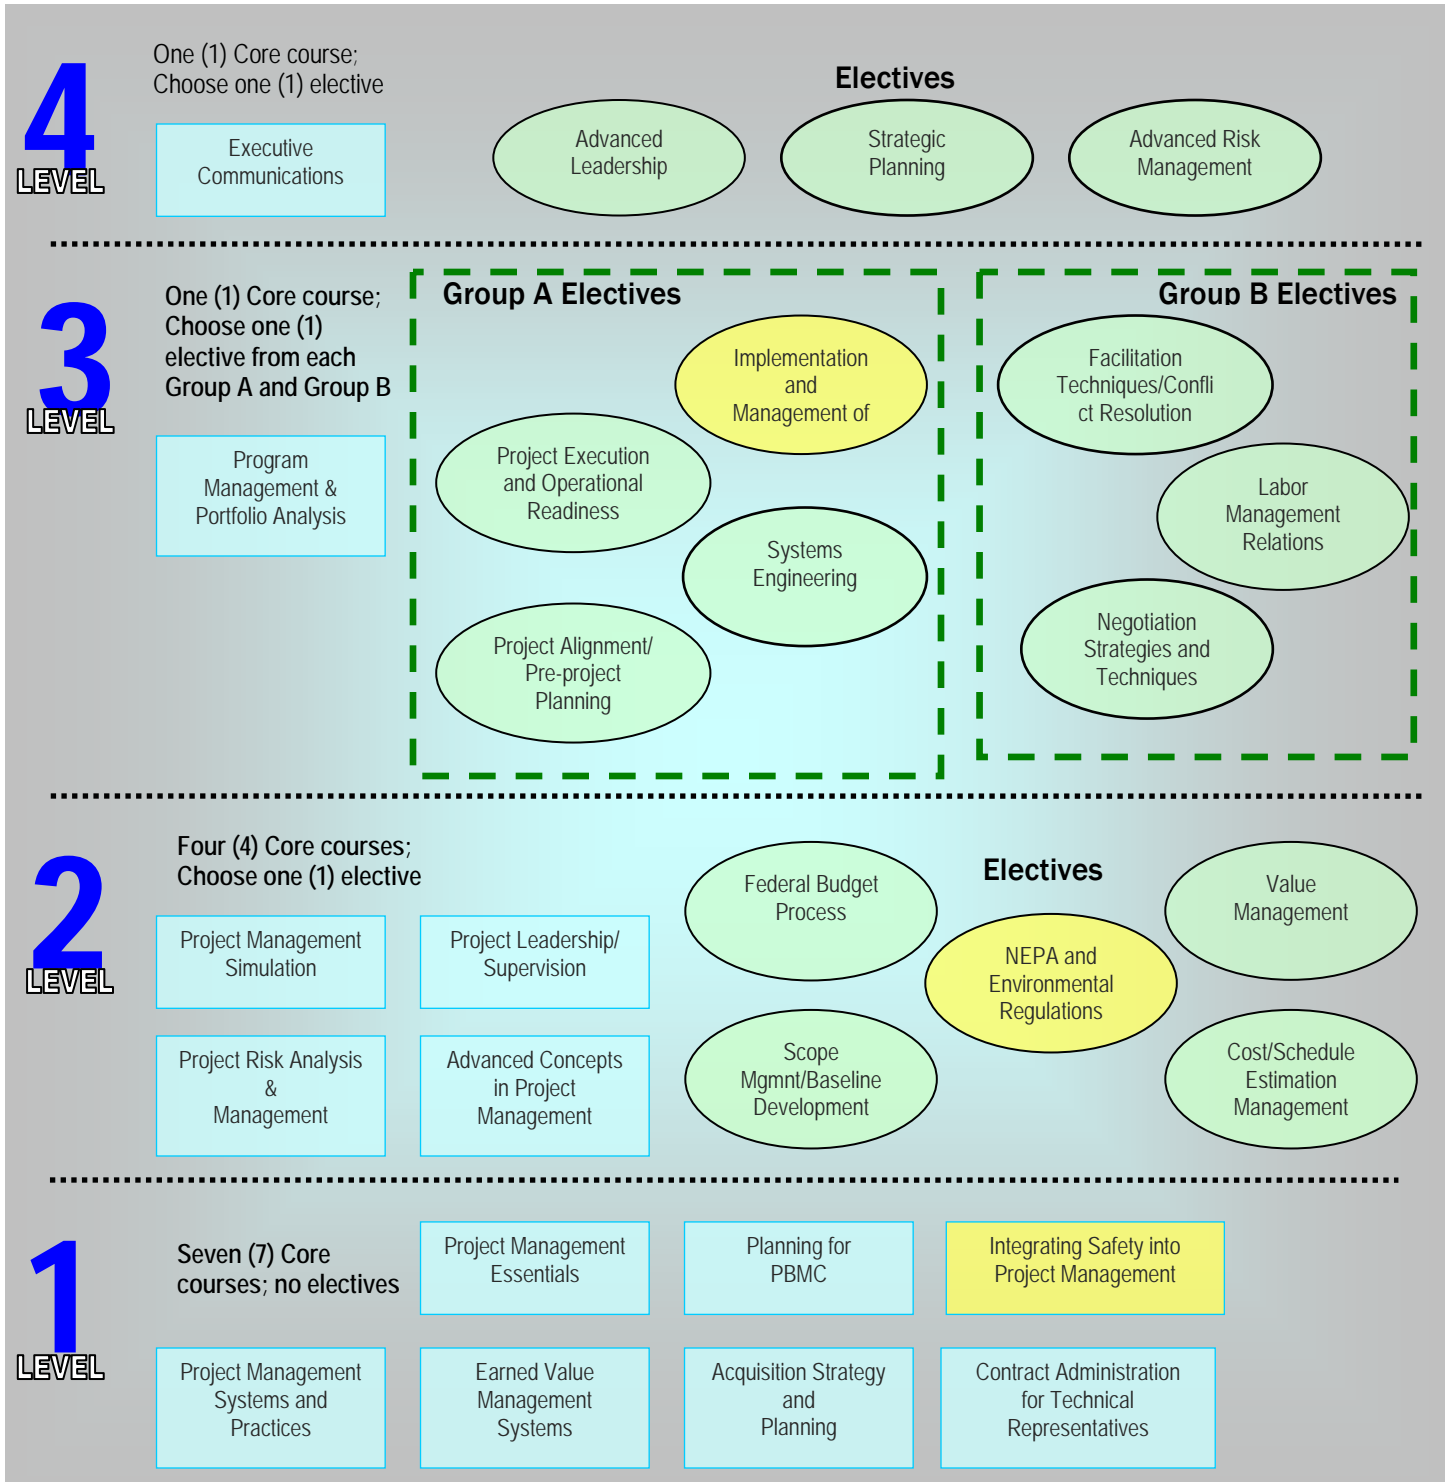 4
LEVEL
One (1) Core course;
Choose one (1) elective
Executive
Communications
Electives
Advanced
Leadership
Strategic
Planning
Advanced Risk
Management
3
LEVEL
One (1) Core course;
Choose one (1)
elective from each
Group A and Group B
Program
Management &
Portfolio Analysis
Group A Electives
Implementation
and
Management of
Project Execution
and Operational
Readiness
Systems
Engineering
Project Alignment/
Pre-project
Planning
Group B Electives
Facilitation
Techniques/Confli
ct Resolution
Labor
Management
Relations
Negotiation
Strategies and
Techniques
2
LEVEL
Four (4) Core courses;
Choose one (1) elective
Project Management
Simulation
Project Leadership/
Supervision
Project Risk Analysis
&
Management
Advanced Concepts
in Project
Management
Electives
Federal Budget
Process
Value
Management
NEPA and
Environmental
Regulations
Scope
Mgmnt/Baseline
Development
Cost/Schedule
Estimation
Management
1
LEVEL
Seven (7) Core
courses; no electives
Project Management
Essentials
Planning for
PBMC
Integrating Safety into
Project Management
Project Management
Systems and
Practices
Earned Value
Management
Systems
Acquisition Strategy
and
Planning
Contract Administration
for Technical
Representatives